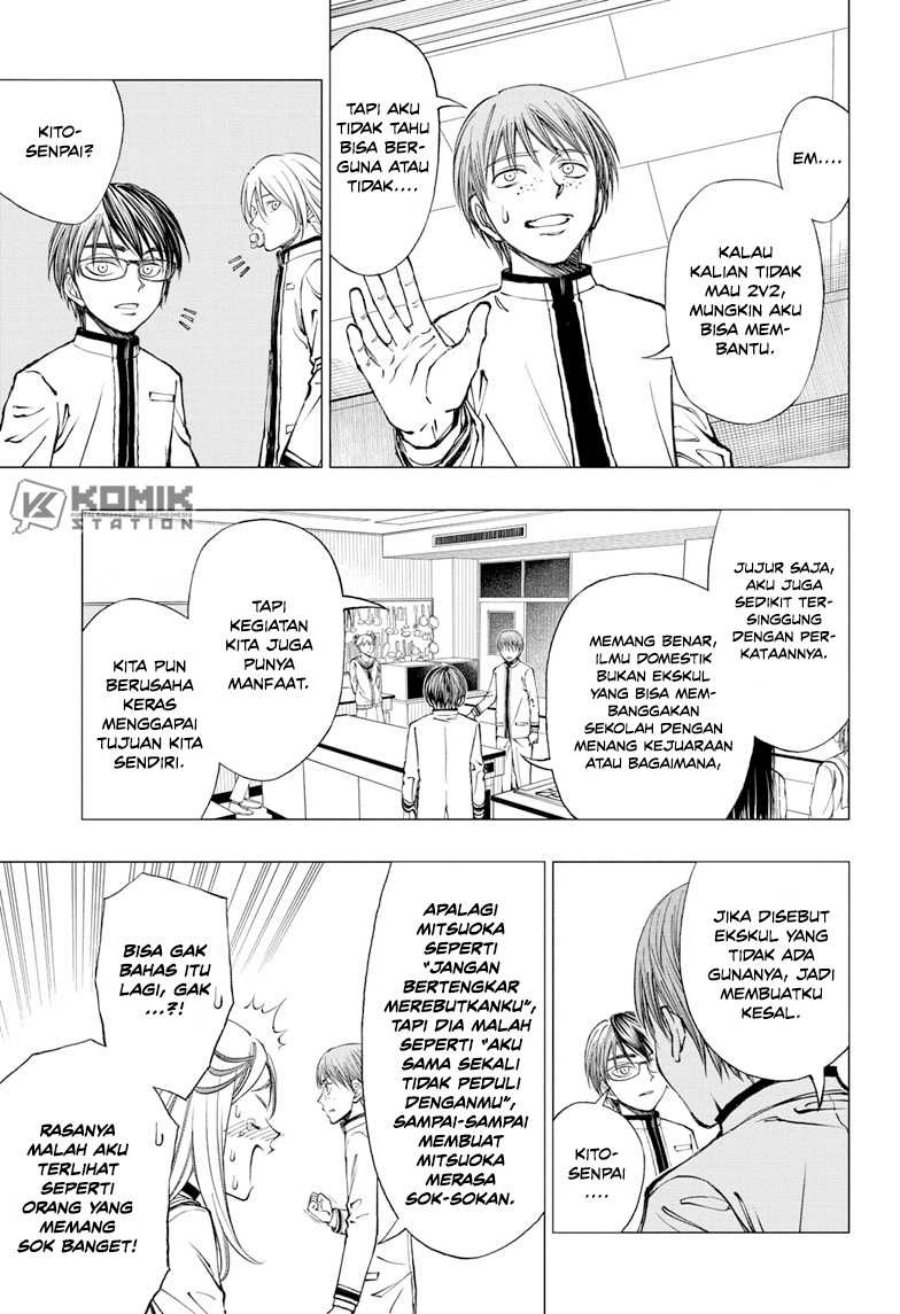 EM....
KALAU
KALIAN TIDAK
MAU 2V2,
MUNGKIN AKU
BISA MEM-
BANTU.
TAPI AKU
TIDAK TAHU
BISA BER-
GUNA ATAU
TIDAK....
KITO-
SENPAI?
KOMIK
STATION
JUJUR SAJA,
AKU JUGA
SEDIKIT TER-
SINGGUNG
DENGAN PER-
KATAANNYA.
MEMANG BENAR,
ILMU DOMESTIK
BUKAN EKSKUL
YANG BISA MEM-
BANGGAKAN
SEKOLAH DENGAN
MENANG KEJUARAAN
ATAU BAGAIMANA,
TAPI
KEGIATAN
KITA JUGA
PUNYA
MANFAAT.
KITA PUN
BERUSAHA
KERAS
MENGGAPAI
TUJUAN KITA
SENDIRI.
JIKA DISEBUT
EKSKUL YANG
TIDAK ADA
GUNANYA, JADI
MEMBUATKU
KESAL.
KITO-
SENPAI
....
APALAGI
MITSUOKA
SEPERTI
"JANGAN
BERTENGKAR
MEREBUTKANKU",
TAPI DIA MALAH
SEPERTI "AKU
SAMA SEKALI
TIDAK PEDULI
DENGANMU",
SAMPAI-SAMPAI
MEMBUAT
MITSUOKA
MERASA
SOK-SOKAN.
BISA GAK
BAHAS ITU
LAGI, GAK
...?!
RASANYA
MALAH AKU
TERLIHAT
SEPERTI
ORANG YANG
MEMANG
SOK BANGET!